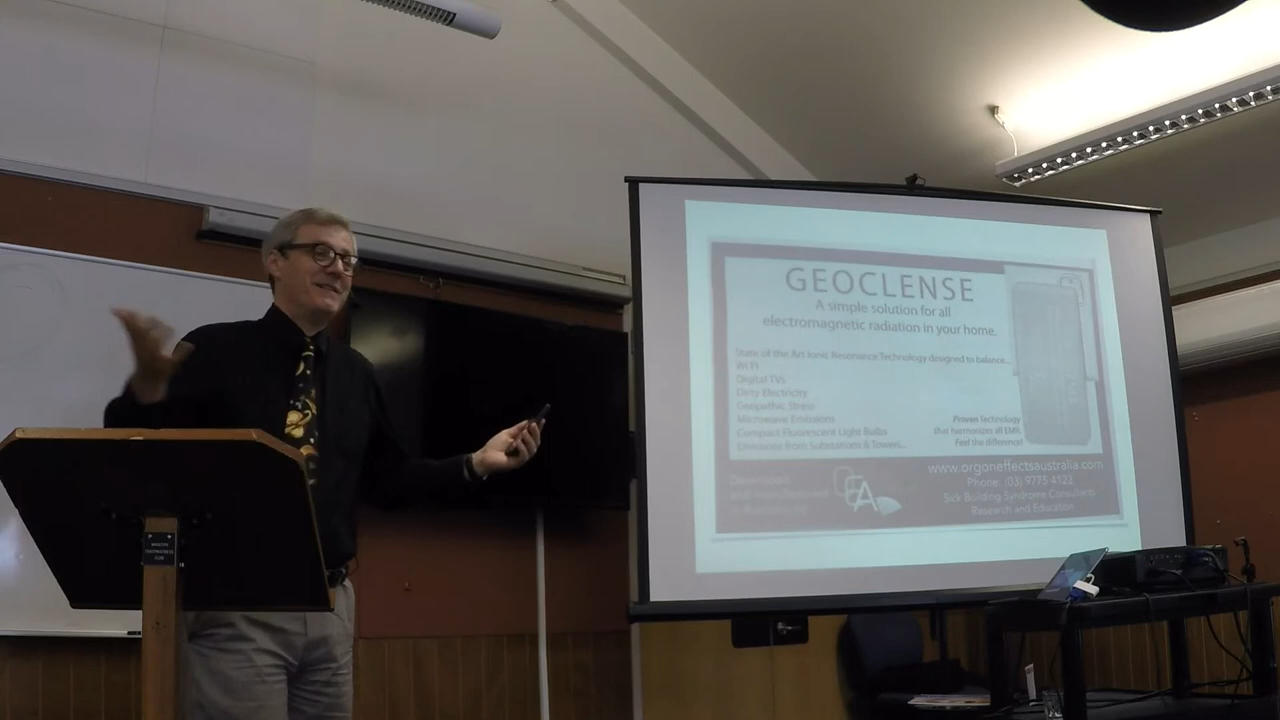 GEOCLENSE
A simple solution for all
electromagnetic radiation in your home.
State of the Art Ionic Resonance Technology designed to balance...
Wi Fi
Digital TVs
Dirty Electricity
Geopathic Stress
Microwave Emissions
Compact Fluorescent Light Bulbs
Emissions from Substations & Towers...
Proven Technology
that harmonizes all EMR.
Feel the difference!
OEA
www.orgoneffectsaustralia.com
Phone: (03) 9775 4122
Sick Building Syndrome Consultants
Research and Education
TOASTMASTERS
CLUB